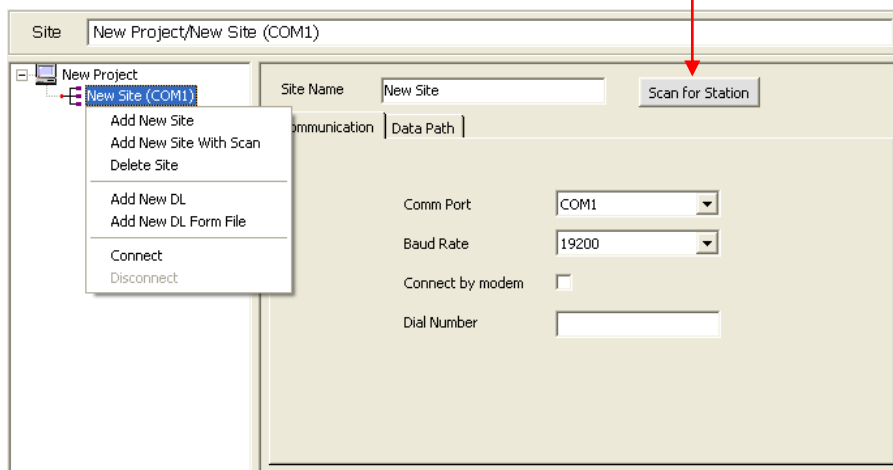 Site New Project/New Site (COM1)
New Project
New Site (COM1)
Add New Site
Add New Site With Scan
Delete Site
Add New DL
Add New DL Form File
Connect
Disconnect
Site Name New Site Scan for Station
ommunication Data Path
Comm Port COM1
Baud Rate 19200
Connect by modem
Dial Number